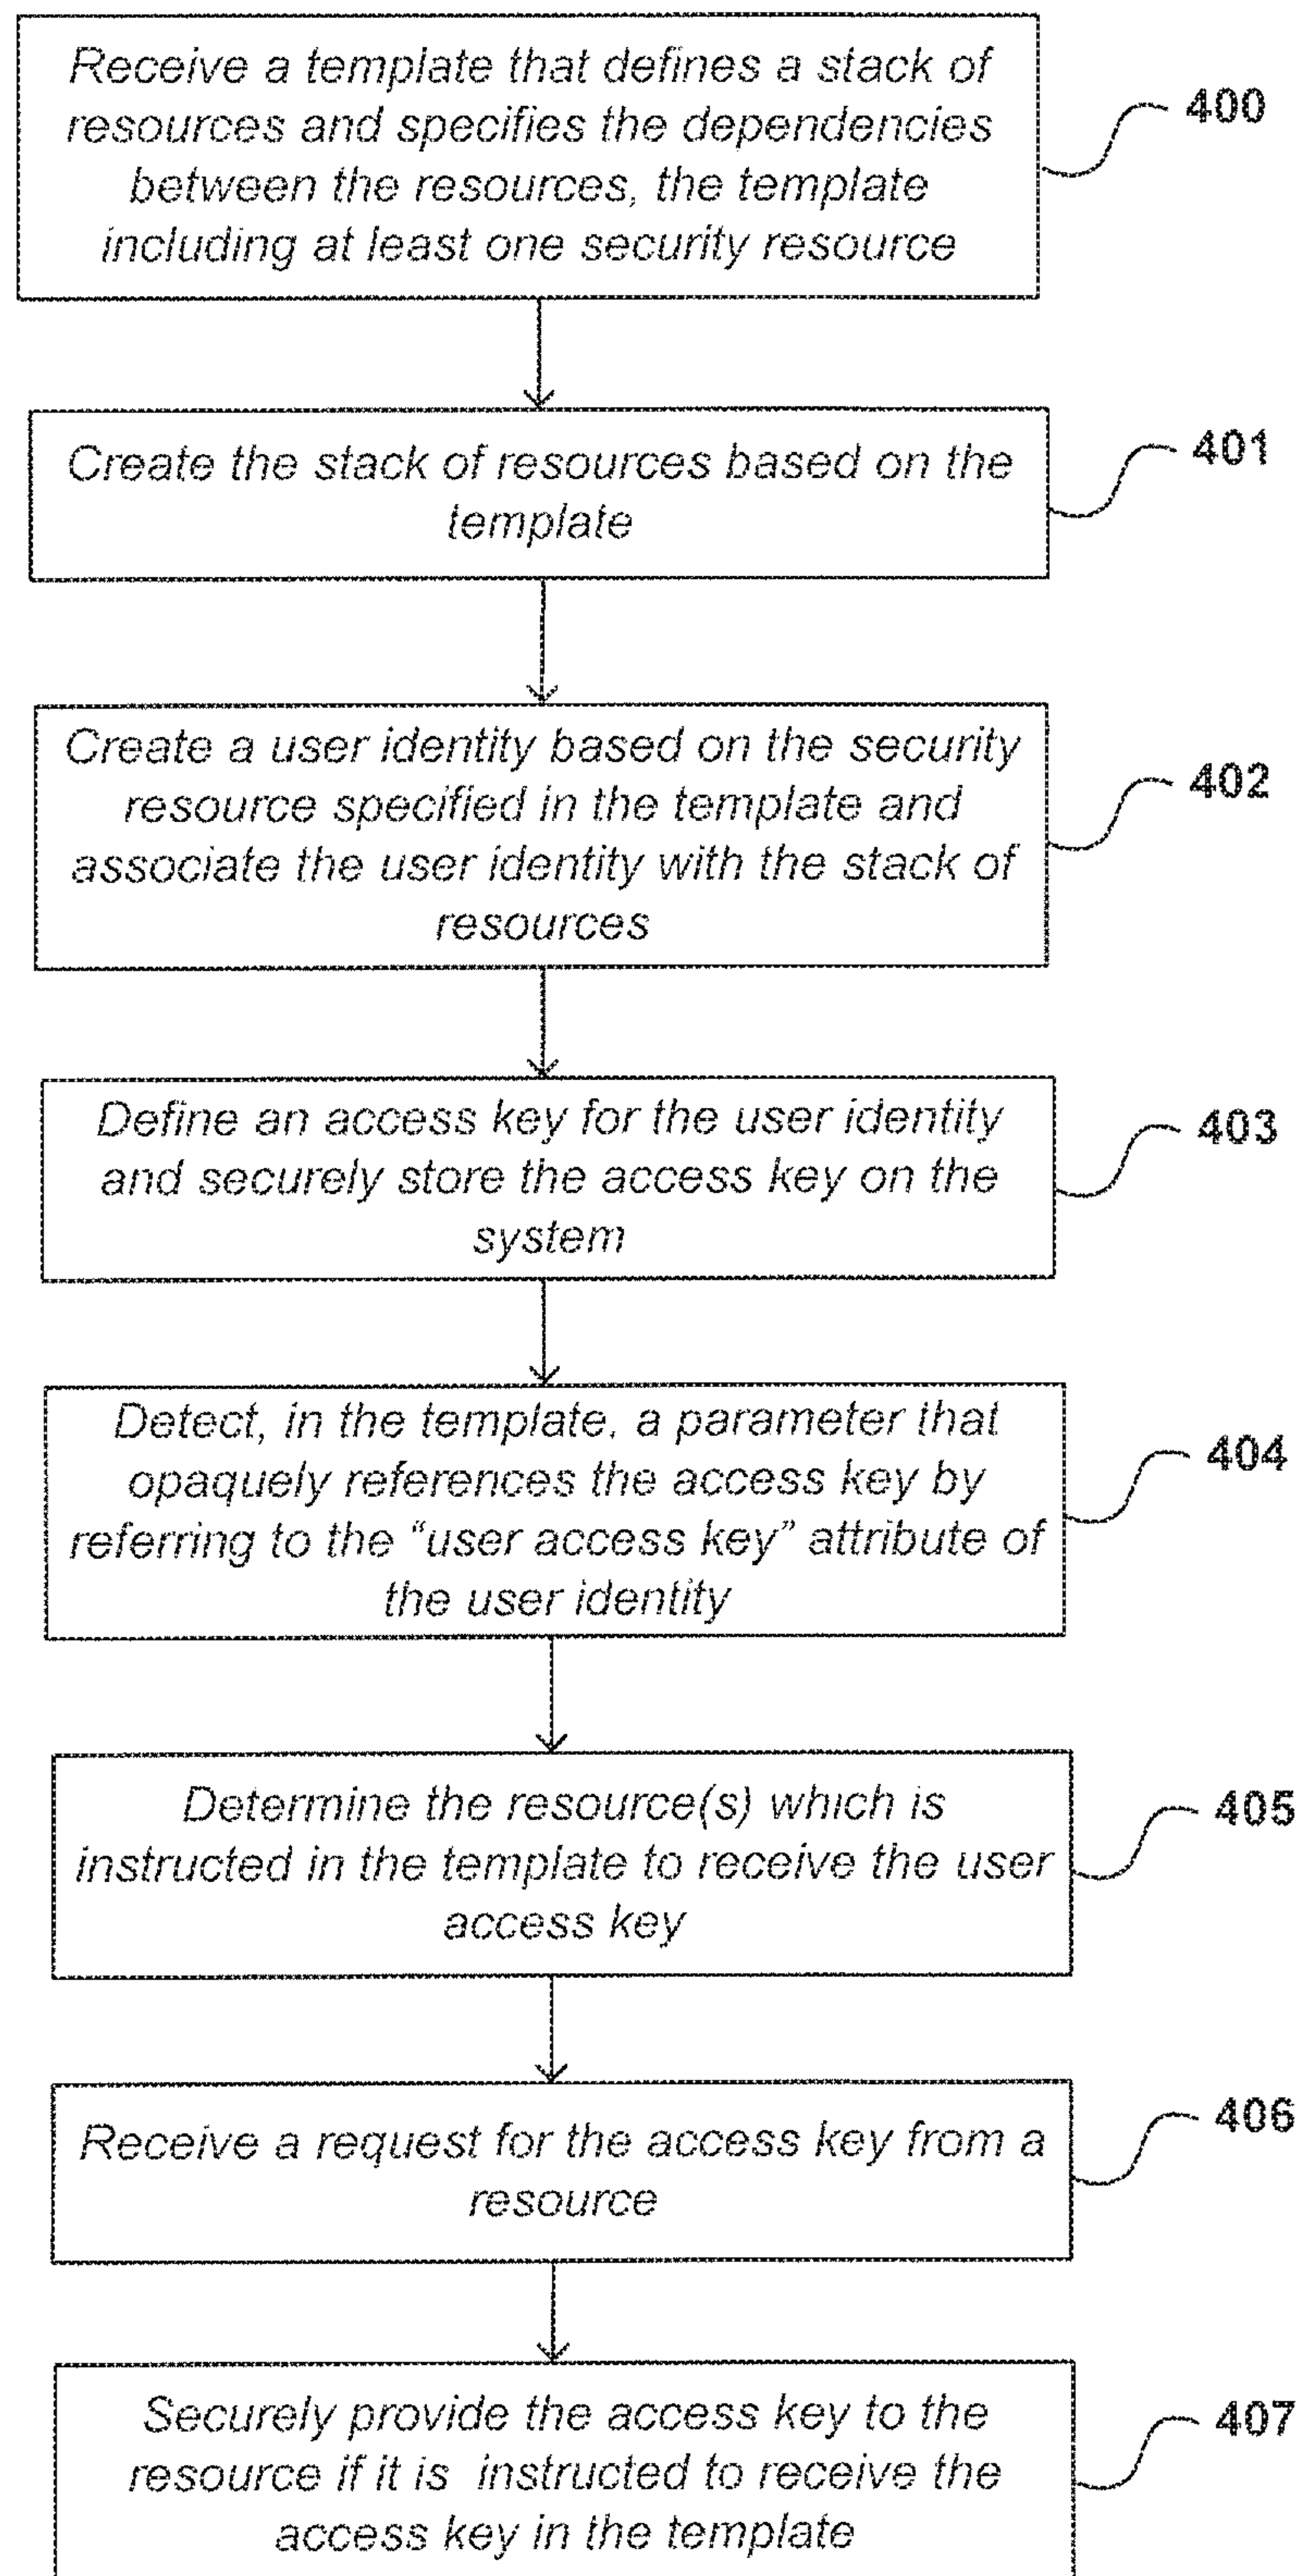 Receive a template that defines a stack of
resources and specifies the dependencies
between the resources, the template
including at least one security resource
400
Create the stack of resources based on the
template
401
Create a user identity based on the security
resource specified in the template and
associate the user identity with the stack of
resources
402
Define an access key for the user identity
and securely store the access key on the
system
403
Detect, in the template, a parameter that
opaquely references the access key by
referring to the “user access key” attribute of
the user identity
404
Determine the resource(s) which is
instructed in the template to receive the user
access key
405
Receive a request for the access key from a
resource
406
Securely provide the access key to the
resource if it is instructed to receive the
access key in the template
407